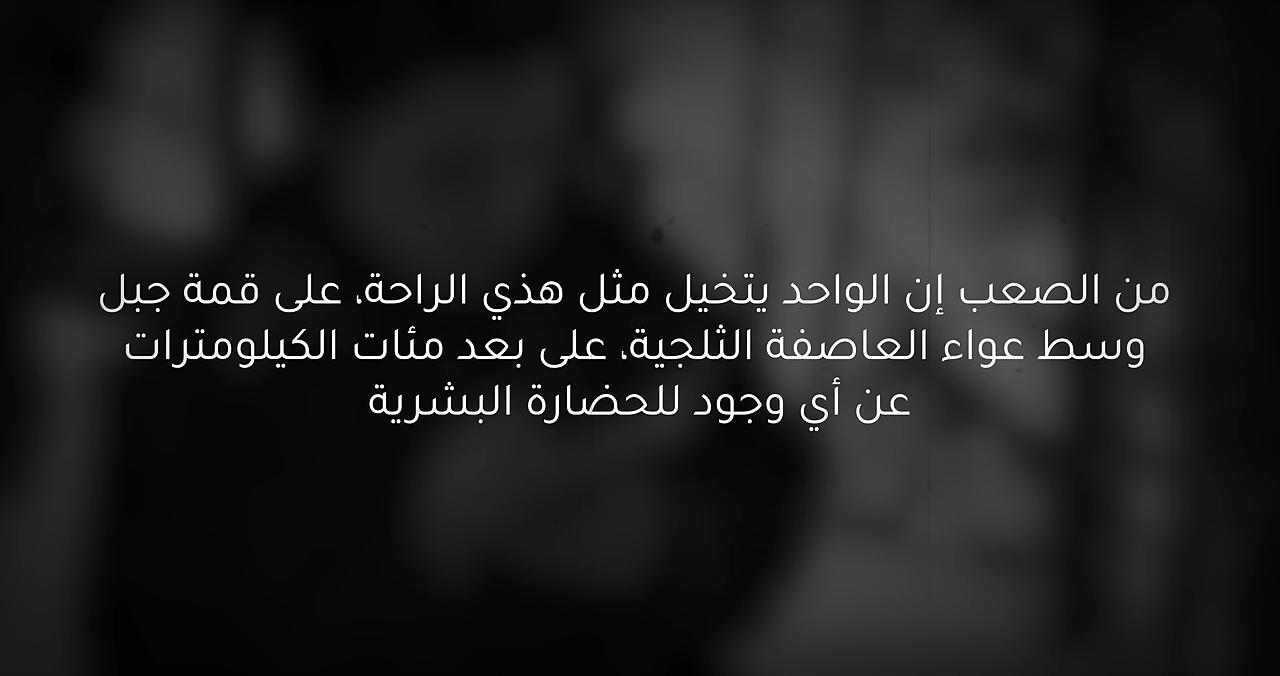 من الصعب إن الواحد يتخيل مثل هذي الراحة، على قمة جبل
وسط عواء العاصفة الثلجية، على بعد مئات الكيلومترات
عن أي وجود للحضارة البشرية